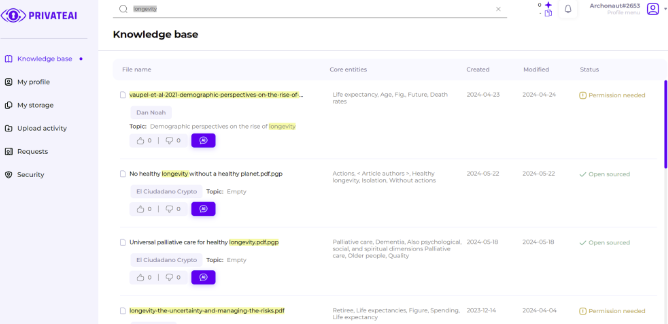 PRIVATEAI
longevity
0
Archonaut#2653
Profile menu
Knowledge base
My profile
My storage
Upload activity
Requests
Security
Knowledge base
File name Core entities Created Modified Status
vaupel-et-al-2021-demographic-perspectives-on-the-rise-of-... Life expectancy, Age, Fig., Future, Death rates 2024-04-23 2024-04-24 Permission needed
Dan Noah
Topic: Demographic perspectives on the rise of longevity
0 | 0
No healthy longevity without a healthy planet.pdf.pgp Actions, < Article authors >, Healthy longevity, Isolation, Without actions 2024-05-22 2024-05-22 Open sourced
El Ciudadano Crypto Topic: Empty
0 | 0
Universal palliative care for healthy longevity.pdf.pgp Palliative care, Dementia, Also psychological, social, and spiritual dimensions Palliative care, Older people, Quality 2024-05-18 2024-05-18 Open sourced
El Ciudadano Crypto Topic: Empty
0 | 0
longevity-the-uncertainty-and-managing-the-risks.pdf Retiree, Life expectancies, Figure, Spending, Life expectancy 2023-12-14 2024-04-04 Permission needed